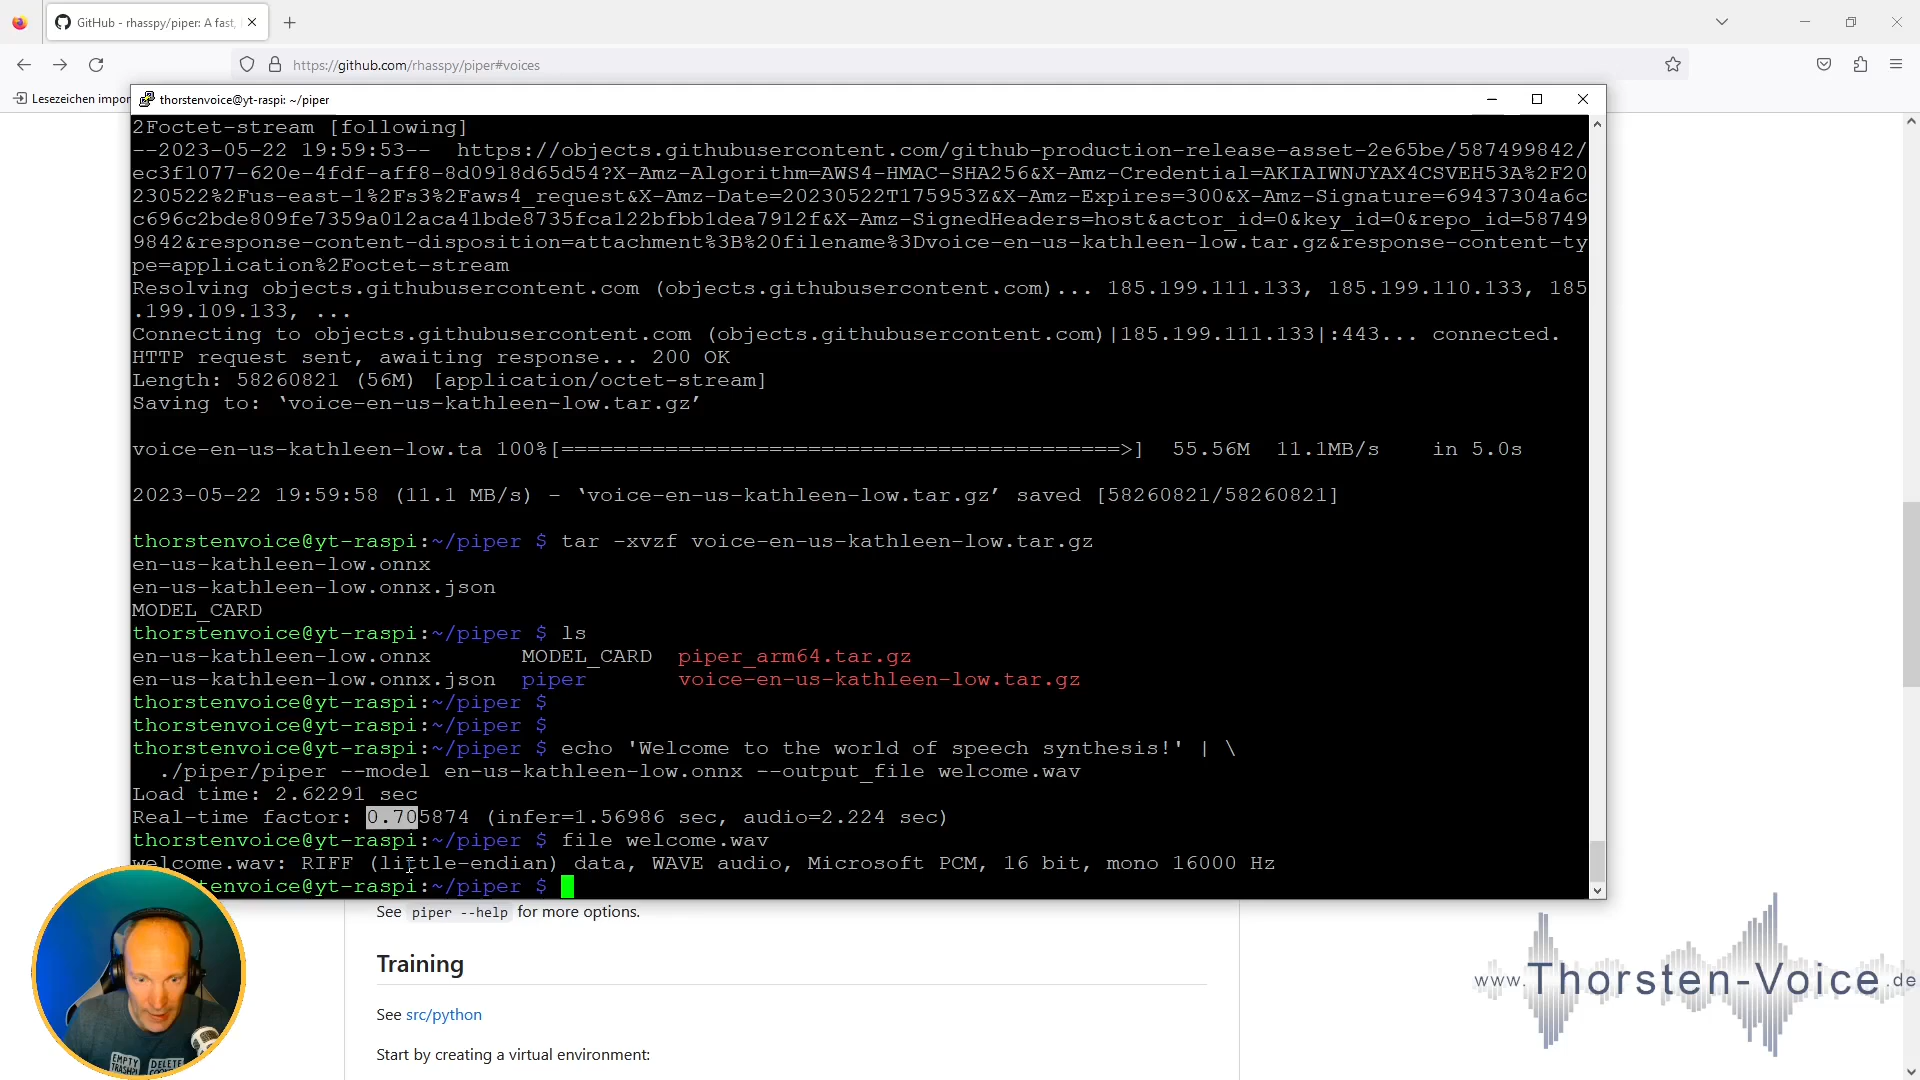 GitHub - rhasspy/piper: A fast,
https://github.com/rhasspy/piper#voices
Lesezeichen impor
thorstenvoice@yt-raspi: ~/piper
2Foctet-stream [following]
--2023-05-22 19:59:53--  https://objects.githubusercontent.com/github-production-release-asset-2e65be/587499842/
ec3f1077-620e-4fdf-aff8-8d0918d65d54?X-Amz-Algorithm=AWS4-HMAC-SHA256&X-Amz-Credential=AKIAIWNJYAX4CSVEH53A%2F20
230522%2Fus-east-1%2Fs3%2Faws4_request&X-Amz-Date=20230522T175953Z&X-Amz-Expires=300&X-Amz-Signature=69437304a6c
c696c2bde809fe7359a012aca41bde8735fca122bfbb1dea7912f&X-Amz-SignedHeaders=host&actor_id=0&key_id=0&repo_id=58749
9842&response-content-disposition=attachment%3B%20filename%3Dvoice-en-us-kathleen-low.tar.gz&response-content-ty
pe=application%2Foctet-stream
Resolving objects.githubusercontent.com (objects.githubusercontent.com)... 185.199.111.133, 185.199.110.133, 185
.199.109.133, ...
Connecting to objects.githubusercontent.com (objects.githubusercontent.com)|185.199.111.133|:443... connected.
HTTP request sent, awaiting response... 200 OK
Length: 58260821 (56M) [application/octet-stream]
Saving to: ‘voice-en-us-kathleen-low.tar.gz’
voice-en-us-kathleen-low.ta 100%[===========================================>]  55.56M  11.1MB/s    in 5.0s
2023-05-22 19:59:58 (11.1 MB/s) - ‘voice-en-us-kathleen-low.tar.gz’ saved [58260821/58260821]
thorstenvoice@yt-raspi:~/piper $ tar -xvzf voice-en-us-kathleen-low.tar.gz
en-us-kathleen-low.onnx
en-us-kathleen-low.onnx.json
MODEL_CARD
thorstenvoice@yt-raspi:~/piper $ ls
en-us-kathleen-low.onnx       MODEL_CARD  piper_arm64.tar.gz
en-us-kathleen-low.onnx.json  piper       voice-en-us-kathleen-low.tar.gz
thorstenvoice@yt-raspi:~/piper $
thorstenvoice@yt-raspi:~/piper $
thorstenvoice@yt-raspi:~/piper $ echo 'Welcome to the world of speech synthesis!' | \
  ./piper/piper --model en-us-kathleen-low.onnx --output_file welcome.wav
Load time: 2.62291 sec
Real-time factor: 0.705874 (infer=1.56986 sec, audio=2.224 sec)
thorstenvoice@yt-raspi:~/piper $ file welcome.wav
welcome.wav: RIFF (little-endian) data, WAVE audio, Microsoft PCM, 16 bit, mono 16000 Hz
tenvoice@yt-raspi:~/piper $
See piper --help for more options.
Training
See src/python
Start by creating a virtual environment:
EMPTY TRASH! DELETE
www.Thorsten-Voice.de